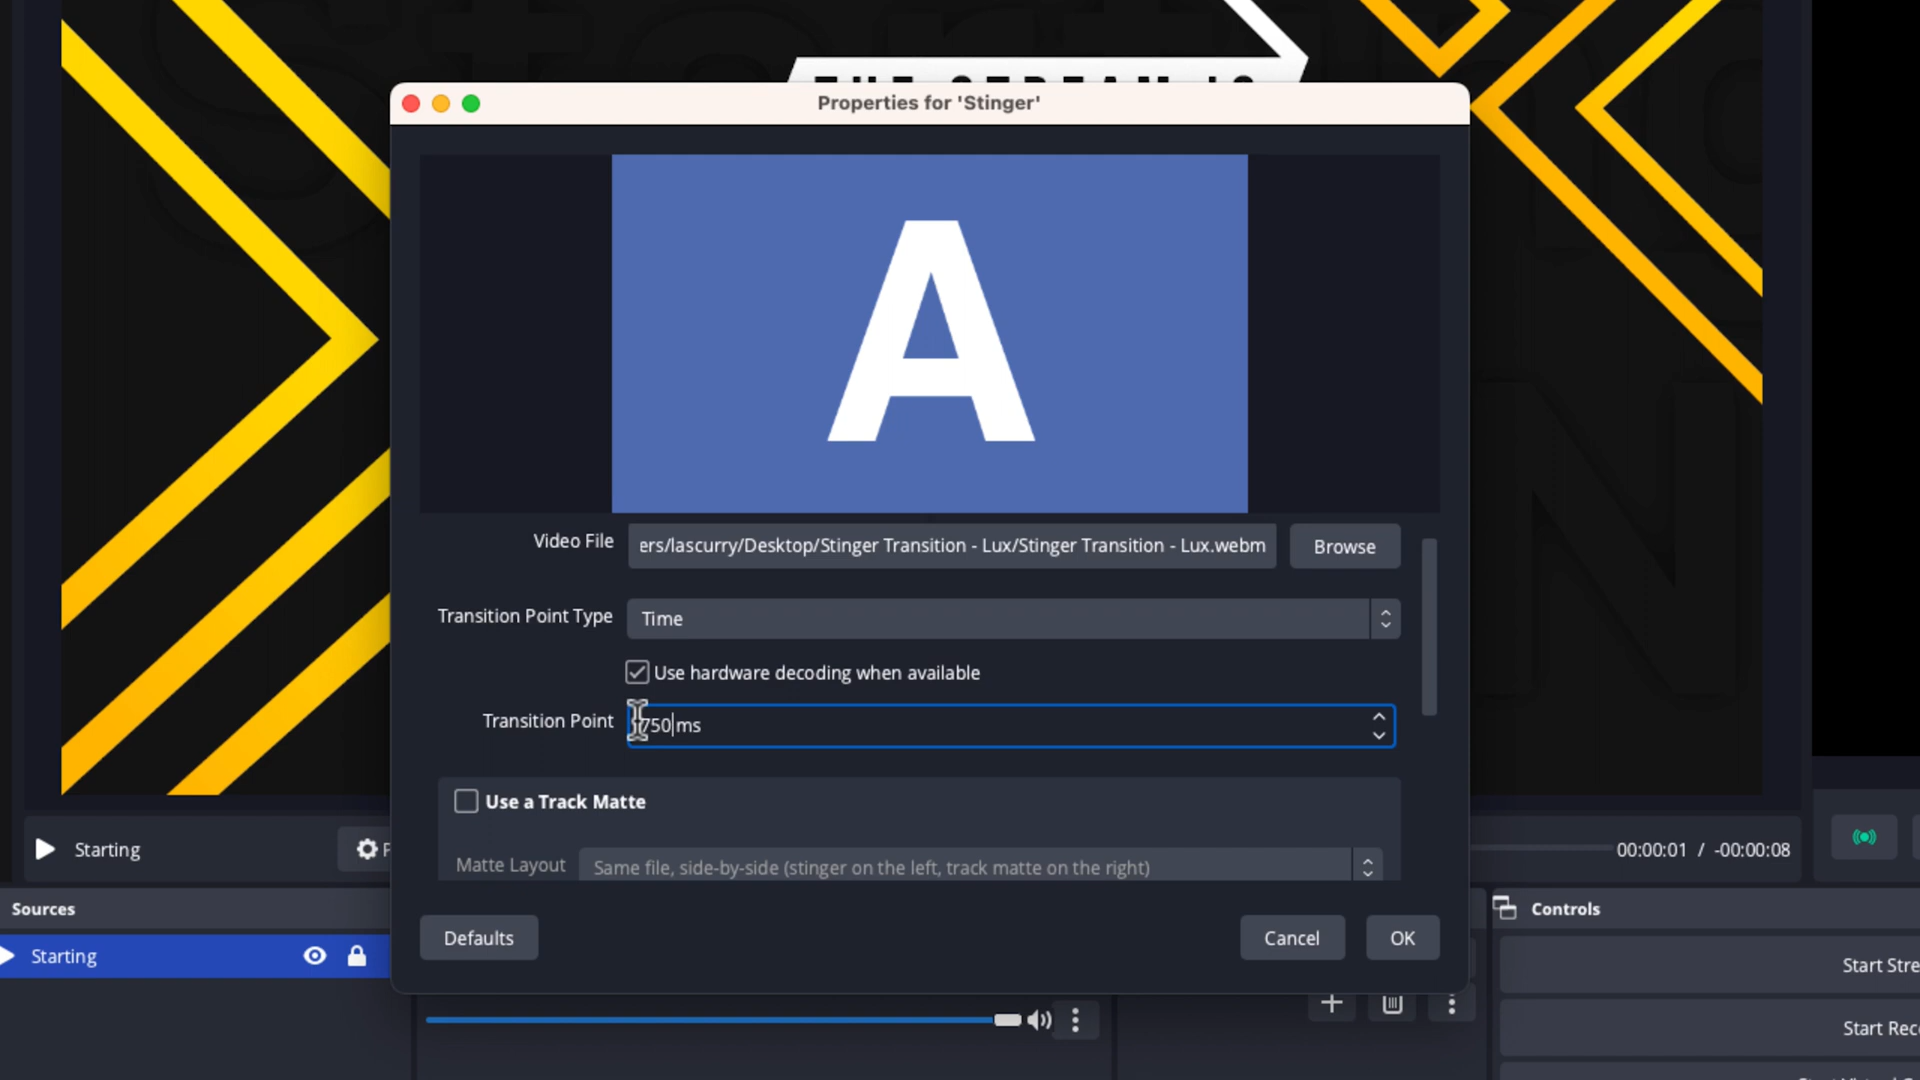 Properties for 'Stinger'
A
Video File
ers/lascurry/Desktop/Stinger Transition - Lux/Stinger Transition - Lux.webm
Browse
Transition Point Type
Time
Use hardware decoding when available
Transition Point
750 ms
Use a Track Matte
Matte Layout
Same file, side-by-side (stinger on the left, track matte on the right)
Defaults
Cancel
OK
Starting
00:00:01 / -00:00:08
Sources
Starting
Controls
Start Stre
Start Rec